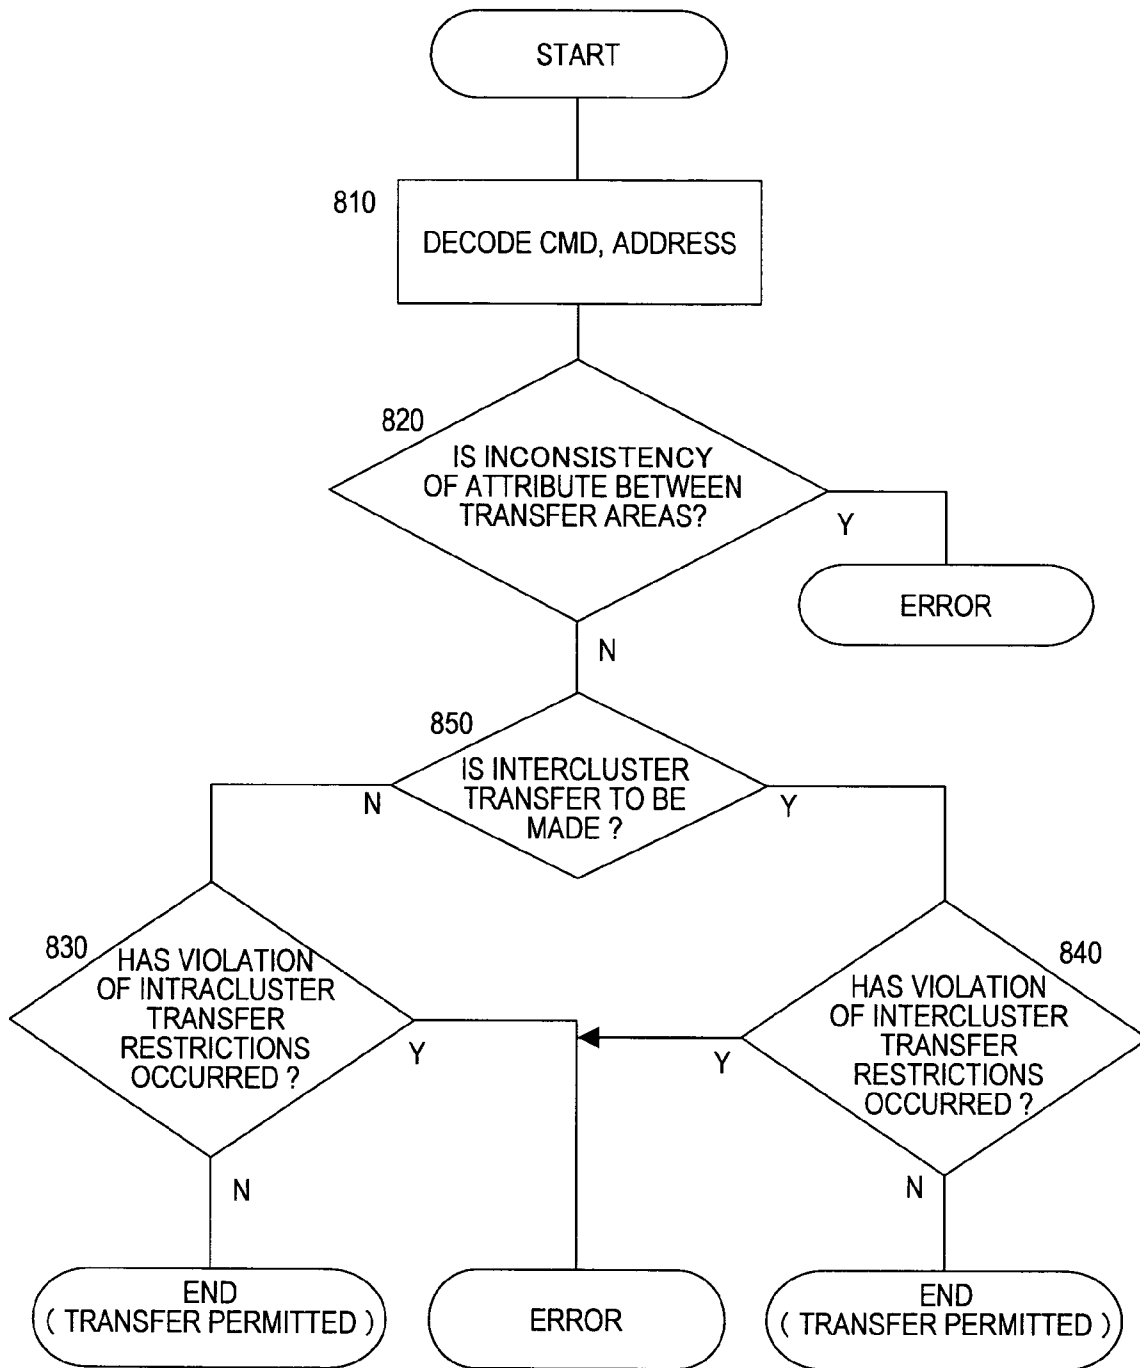 START
810
DECODE CMD, ADDRESS
820
IS INCONSISTENCY
OF ATTRIBUTE BETWEEN
TRANSFER AREAS?
Y
ERROR
N
850
IS INTERCLUSTER
TRANSFER TO BE
MADE ?
N
Y
830
HAS VIOLATION
OF INTRACLUSTER
TRANSFER
RESTRICTIONS
OCCURRED ?
Y
N
840
HAS VIOLATION
OF INTERCLUSTER
TRANSFER
RESTRICTIONS
OCCURRED ?
Y
N
END
( TRANSFER PERMITTED )
ERROR
END
( TRANSFER PERMITTED )